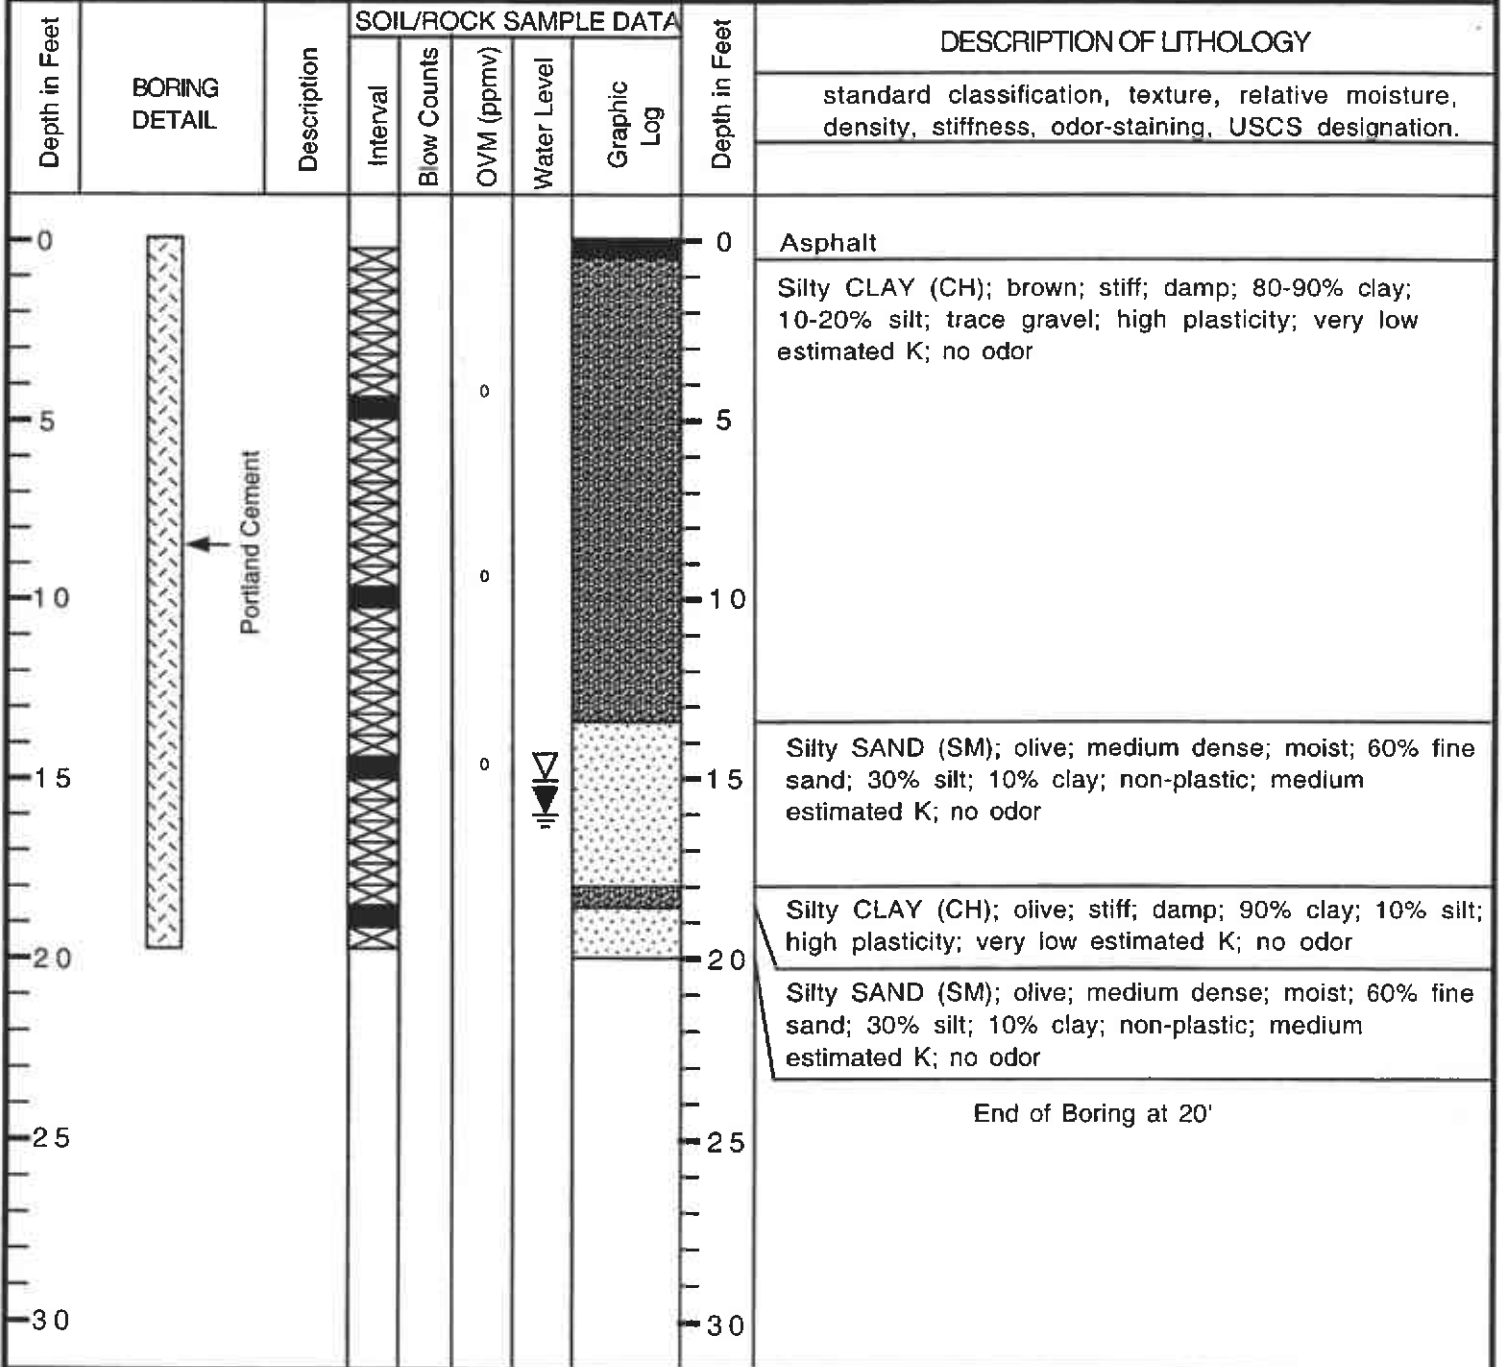 SOIL/ROCK SAMPLE DATA
Depth in Feet
BORING
DETAIL
Description
Interval
Blow Counts
OVM (ppmv)
Water Level
Graphic
Log
Depth in Feet
DESCRIPTION OF LITHOLOGY
standard classification, texture, relative moisture,
density, stiffness, odor-staining, USCS designation.
0
5
10
15
20
25
30
Portland Cement
0
0
0
0
5
10
15
20
25
30
Asphalt
Silty CLAY (CH); brown; stiff; damp; 80-90% clay;
10-20% silt; trace gravel; high plasticity; very low
estimated K; no odor
Silty SAND (SM); olive; medium dense; moist; 60% fine
sand; 30% silt; 10% clay; non-plastic; medium
estimated K; no odor
Silty CLAY (CH); olive; stiff; damp; 90% clay; 10% silt;
high plasticity; very low estimated K; no odor
Silty SAND (SM); olive; medium dense; moist; 60% fine
sand; 30% silt; 10% clay; non-plastic; medium
estimated K; no odor
End of Boring at 20'